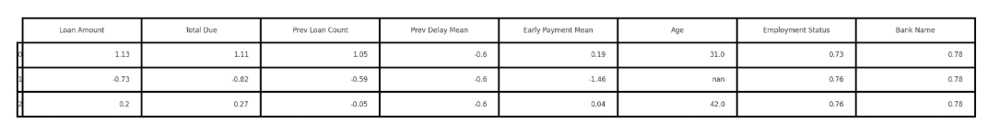 Loan Amount Total Due Prev Loan Count Prev Delay Mean Early Payment Mean Age Employment Status Bank Name
0 1.13 1.11 1.05 -0.6 0.19 31.0 0.73 0.78
1 -0.73 -0.82 -0.59 -0.6 -1.46 nan 0.76 0.78
2 0.2 0.27 -0.05 -0.6 0.04 42.0 0.76 0.78